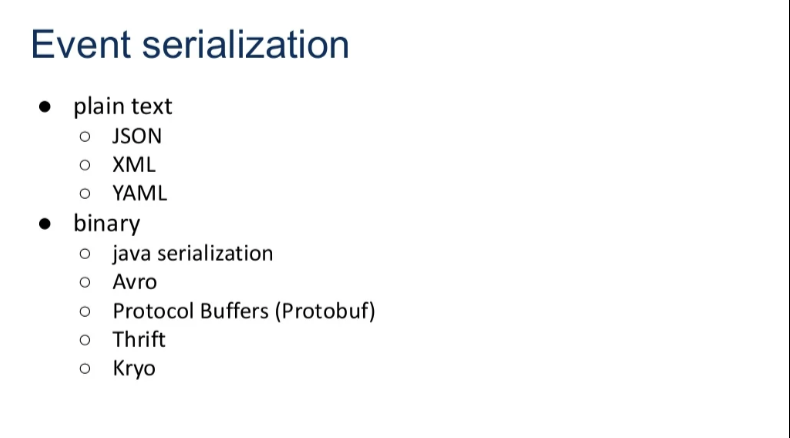 Event serialization
● plain text
○ JSON
○ XML
○ YAML
● binary
○ java serialization
○ Avro
○ Protocol Buffers (Protobuf)
○ Thrift
○ Kryo